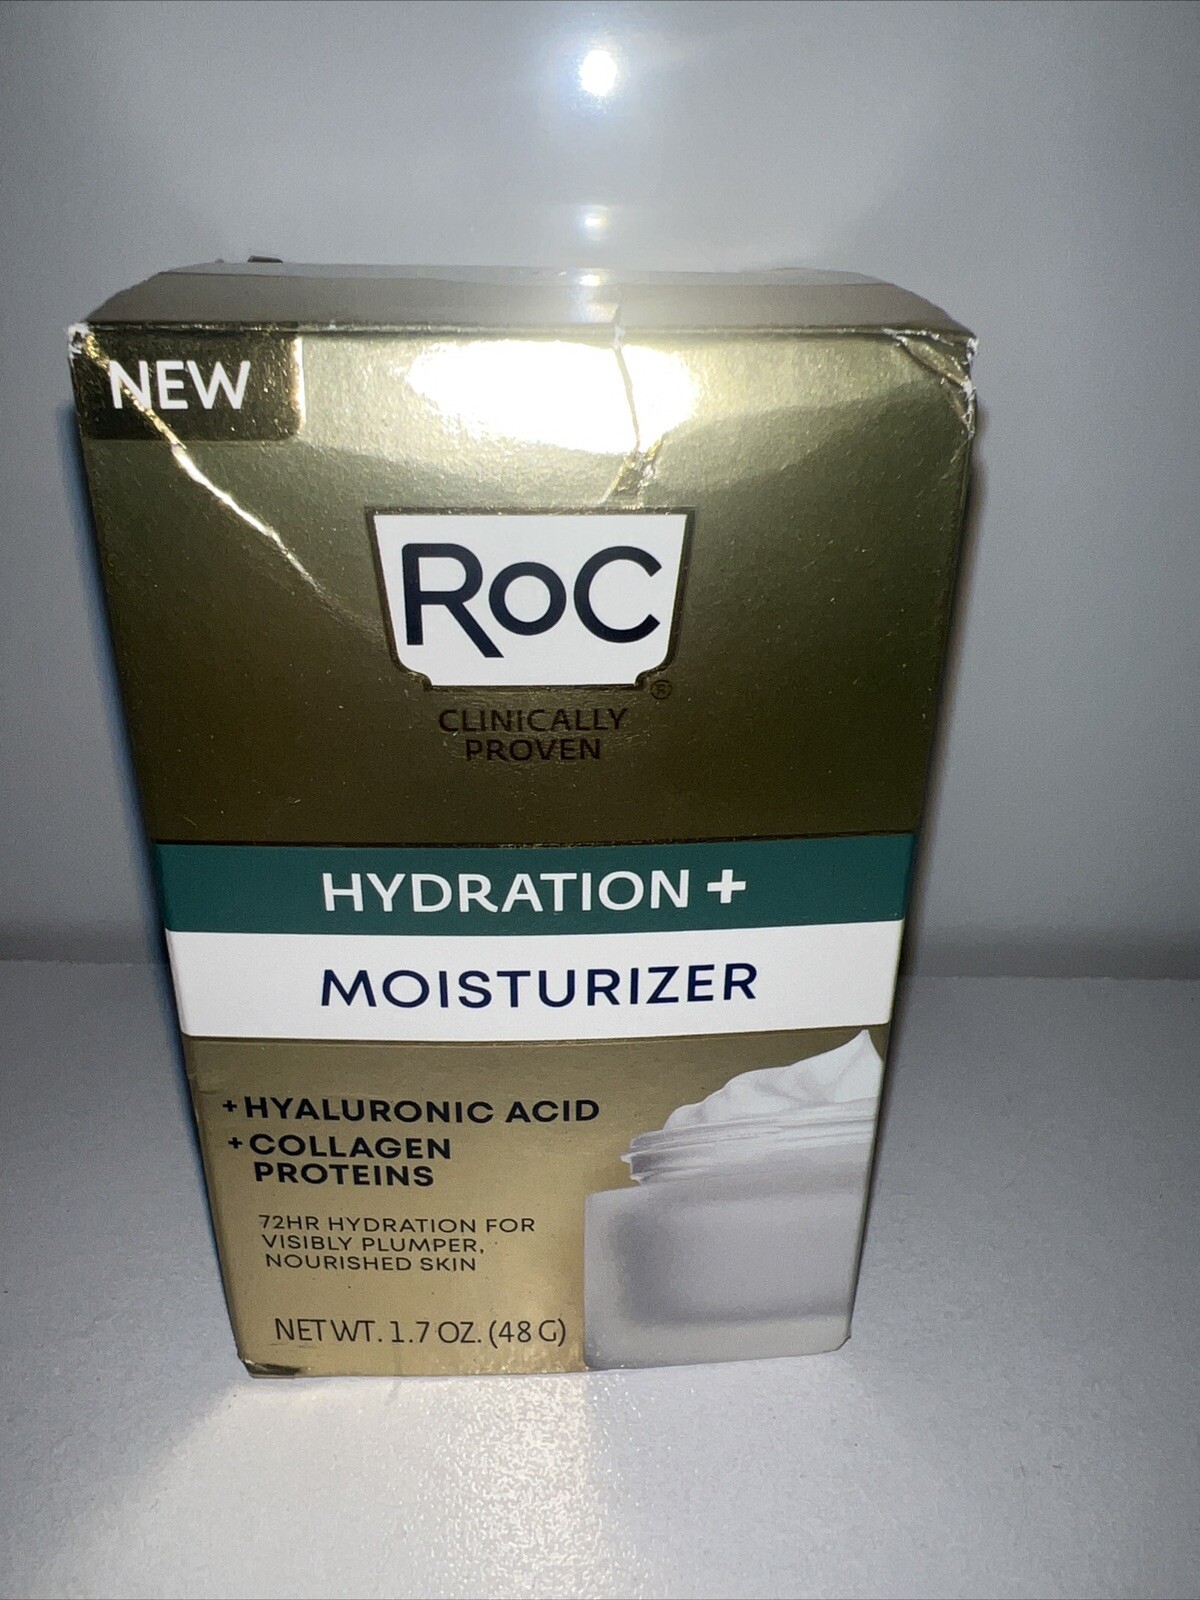 NEW
RoC
®
CLINICALLY
PROVEN
HYDRATION +
MOISTURIZER
+HYALURONIC ACID
+COLLAGEN
PROTEINS
72HR HYDRATION FOR
VISIBLY PLUMPER,
NOURISHED SKIN
NET WT. 1.7 OZ. (48 G)